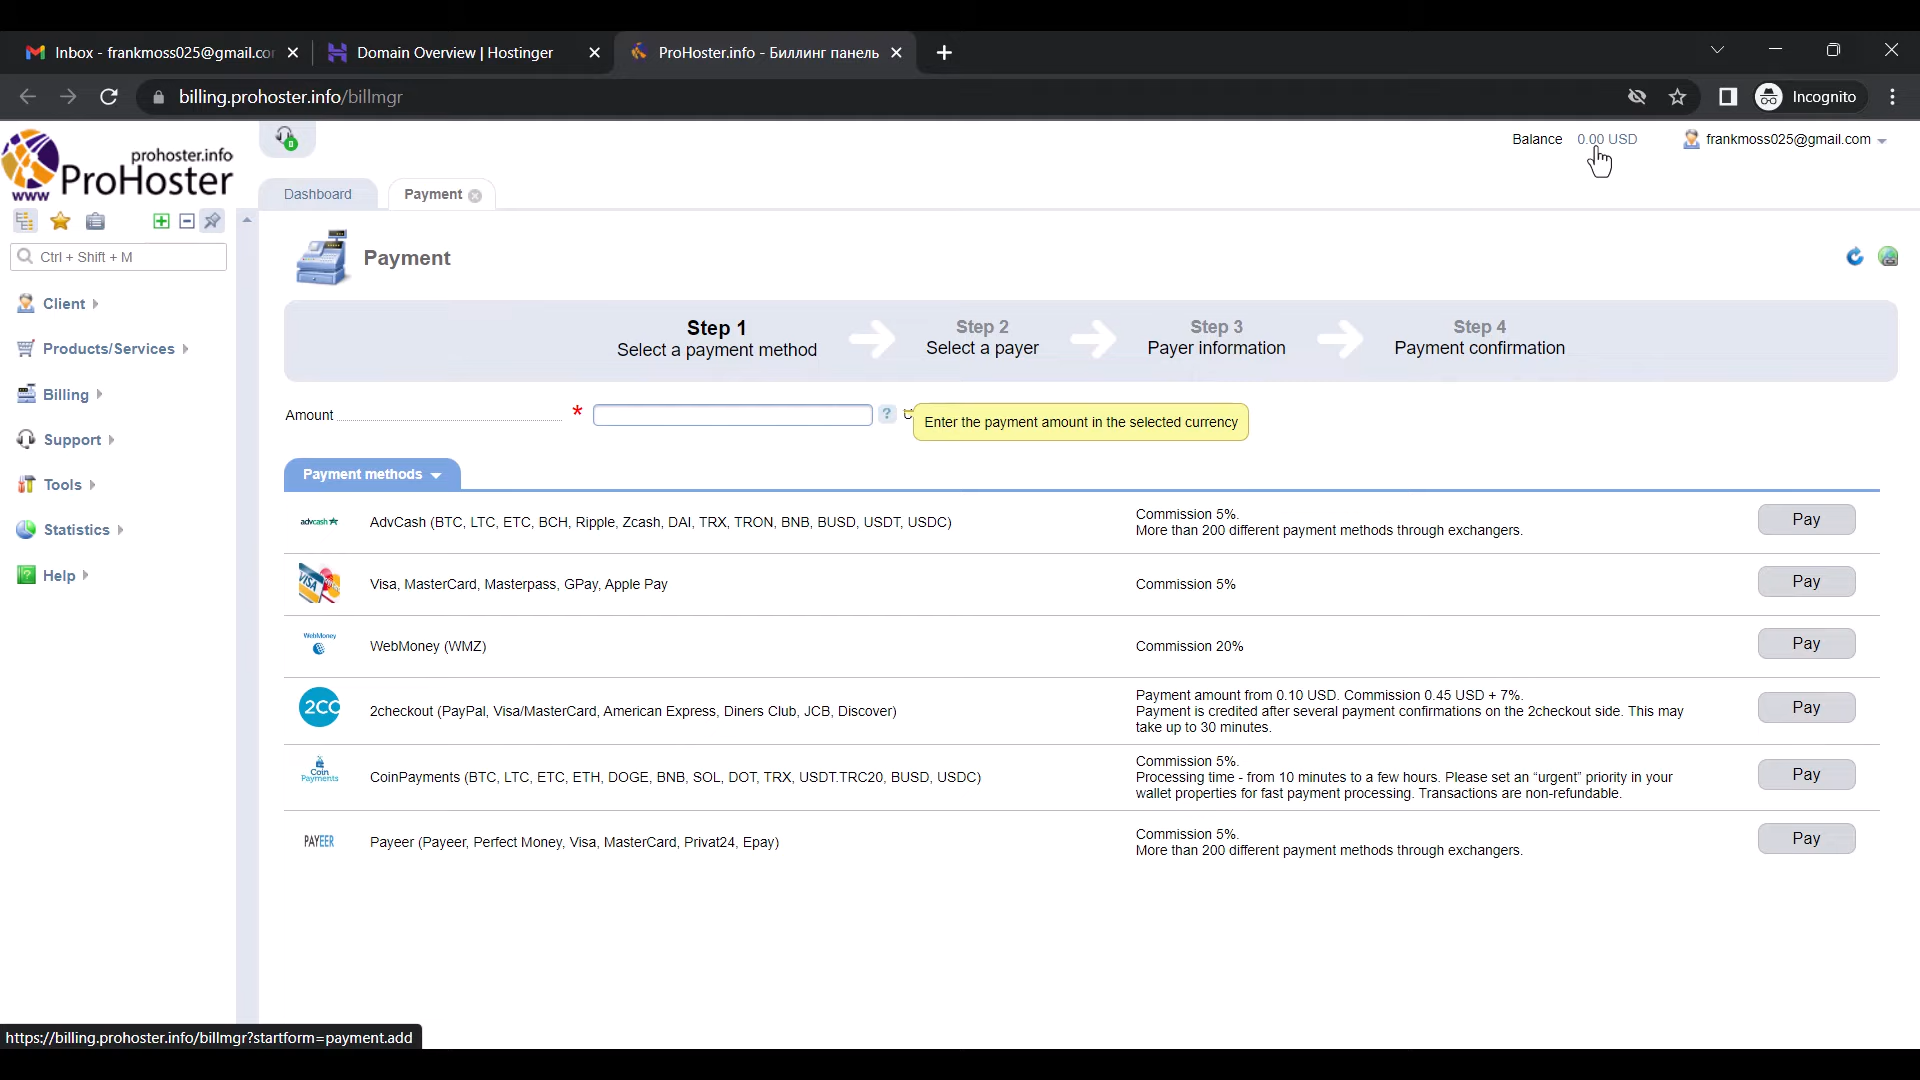 Inbox - frankmoss025@gmail.co
Domain Overview | Hostinger
ProHoster.info - Биллинг панель
billing.prohoster.info/billmgr
Incognito
prohoster.info
ProHoster
www
Balance 0.00 USD
frankmoss025@gmail.com
Dashboard
Payment
Ctrl + Shift + M
Client
Products/Services
Billing
Support
Tools
Statistics
Help
Payment
Step 1
Select a payment method
Step 2
Select a payer
Step 3
Payer information
Step 4
Payment confirmation
Amount *
?
Enter the payment amount in the selected currency
Payment methods
advcash
AdvCash (BTC, LTC, ETC, BCH, Ripple, Zcash, DAI, TRX, TRON, BNB, BUSD, USDT, USDC)
Commission 5%.
More than 200 different payment methods through exchangers.
Pay
VISA
Visa, MasterCard, Masterpass, GPay, Apple Pay
Commission 5%
Pay
WebMoney
WebMoney (WMZ)
Commission 20%
Pay
2CO
2checkout (PayPal, Visa/MasterCard, American Express, Diners Club, JCB, Discover)
Payment amount from 0.10 USD. Commission 0.45 USD + 7%.
Payment is credited after several payment confirmations on the 2checkout side. This may
take up to 30 minutes.
Pay
Coin
Payments
CoinPayments (BTC, LTC, ETC, ETH, DOGE, BNB, SOL, DOT, TRX, USDT.TRC20, BUSD, USDC)
Commission 5%.
Processing time - from 10 minutes to a few hours. Please set an “urgent” priority in your
wallet properties for fast payment processing. Transactions are non-refundable.
Pay
PAYEER
Payeer (Payeer, Perfect Money, Visa, MasterCard, Privat24, Epay)
Commission 5%.
More than 200 different payment methods through exchangers.
Pay
https://billing.prohoster.info/billmgr?startform=payment.add